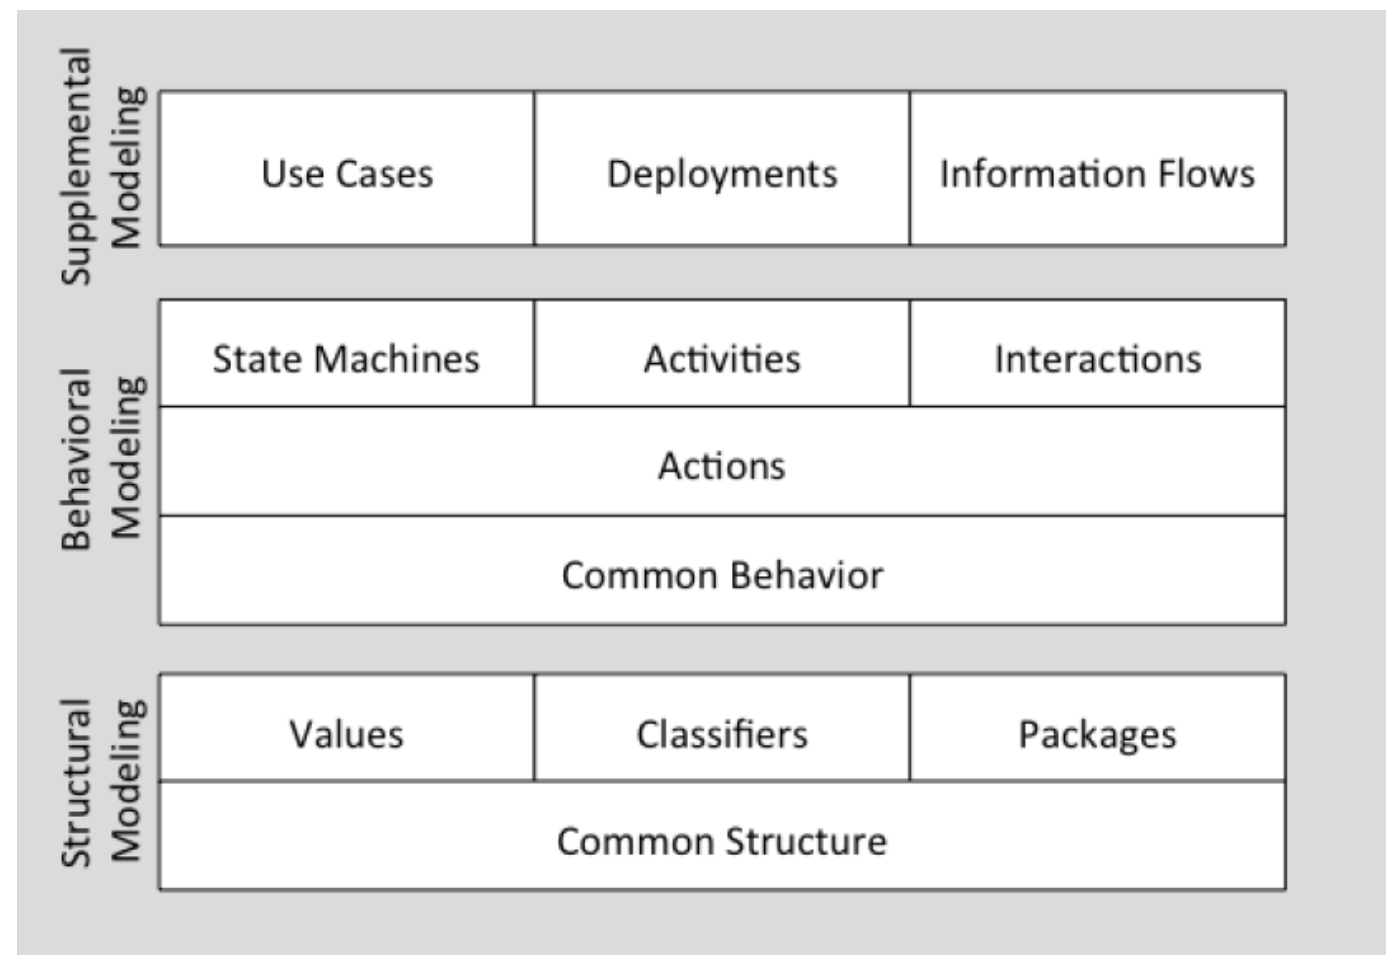 Supplemental
Modeling
Use Cases
Deployments
Information Flows
Behavioral
Modeling
State Machines
Activities
Interactions
Actions
Common Behavior
Structural
Modeling
Values
Classifiers
Packages
Common Structure